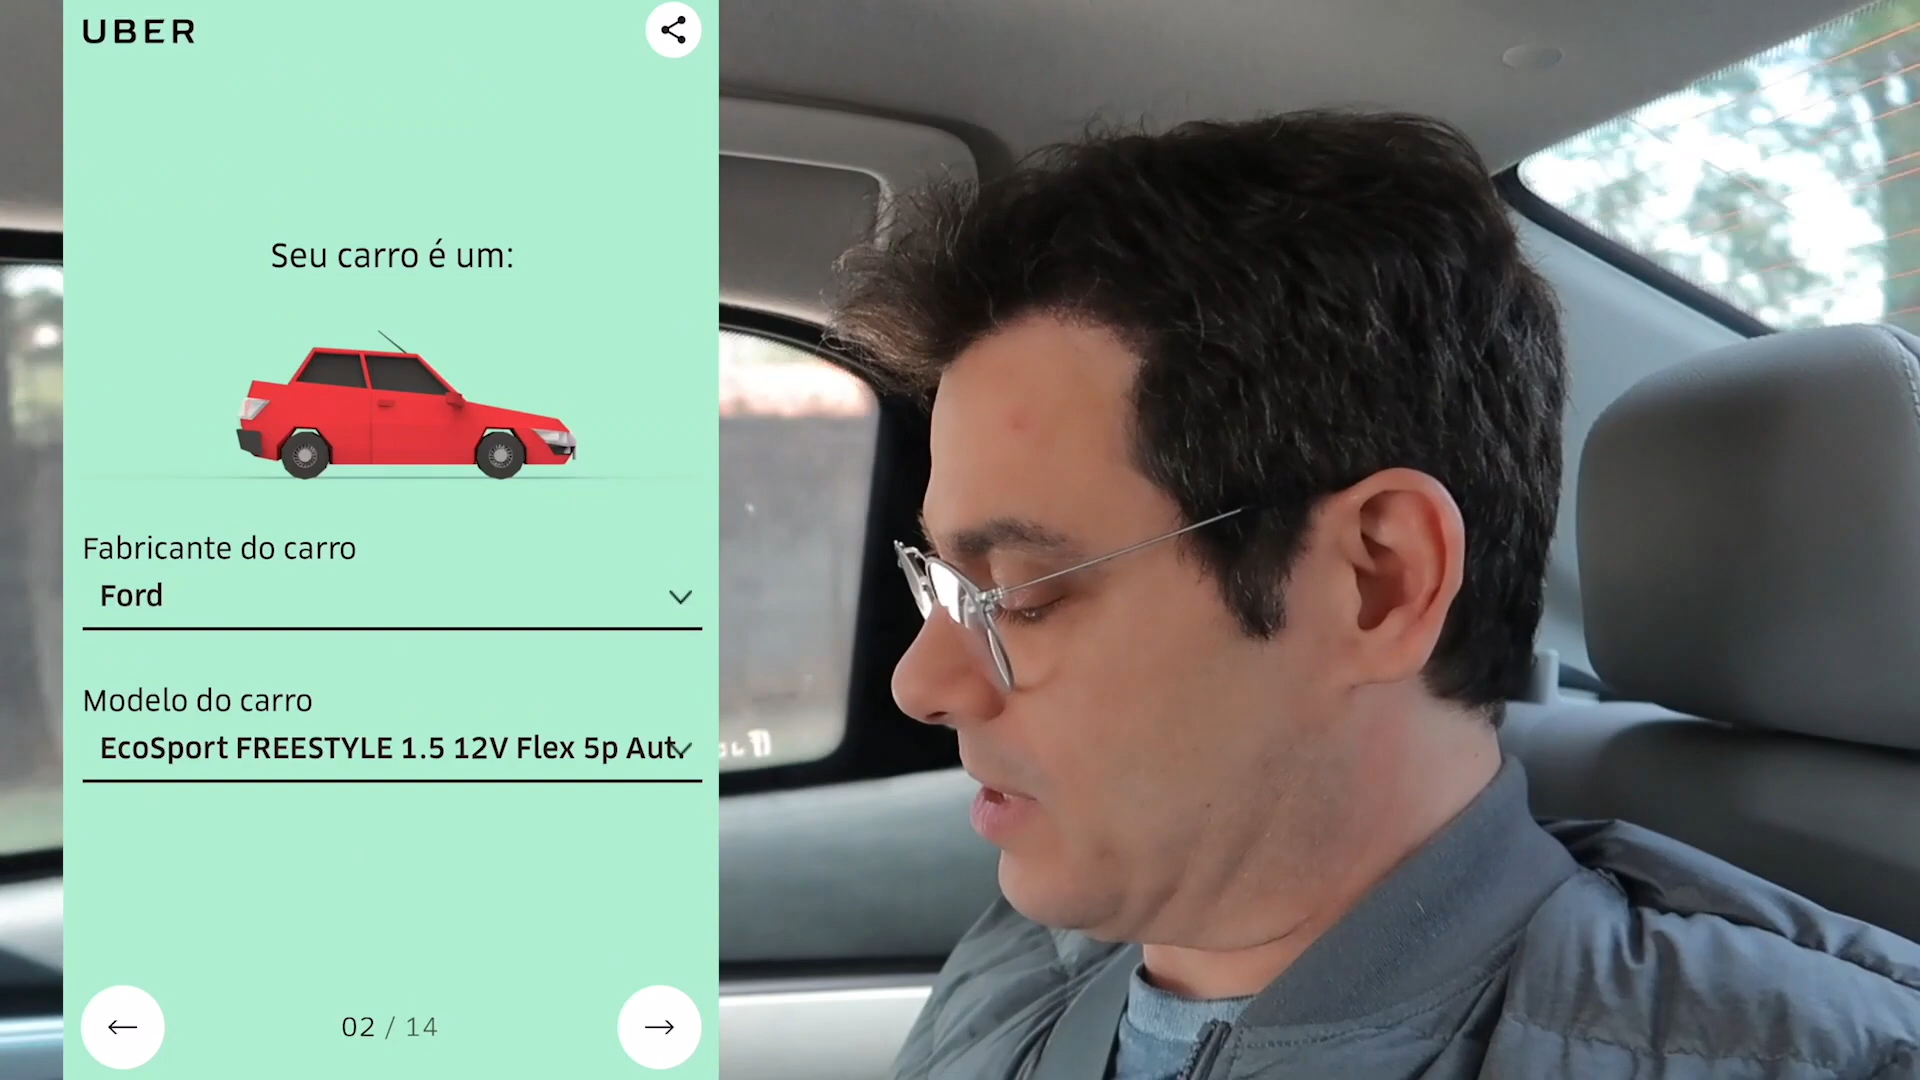 UBER
Seu carro é um:
Fabricante do carro
Ford
Modelo do carro
EcoSport FREESTYLE 1.5 12V Flex 5p Aut.
02 / 14